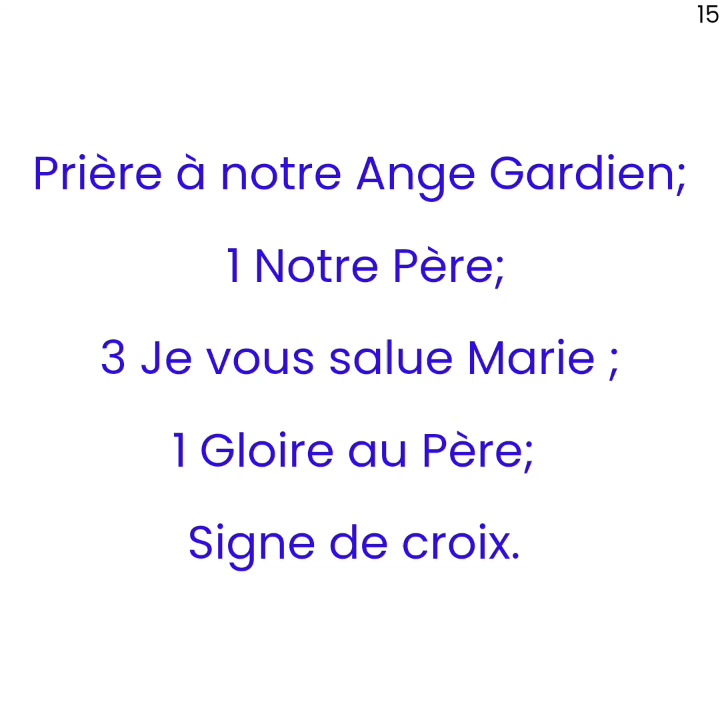 15
Prière à notre Ange Gardien;
1 Notre Père;
3 Je vous salue Marie ;
1 Gloire au Père;
Signe de croix.